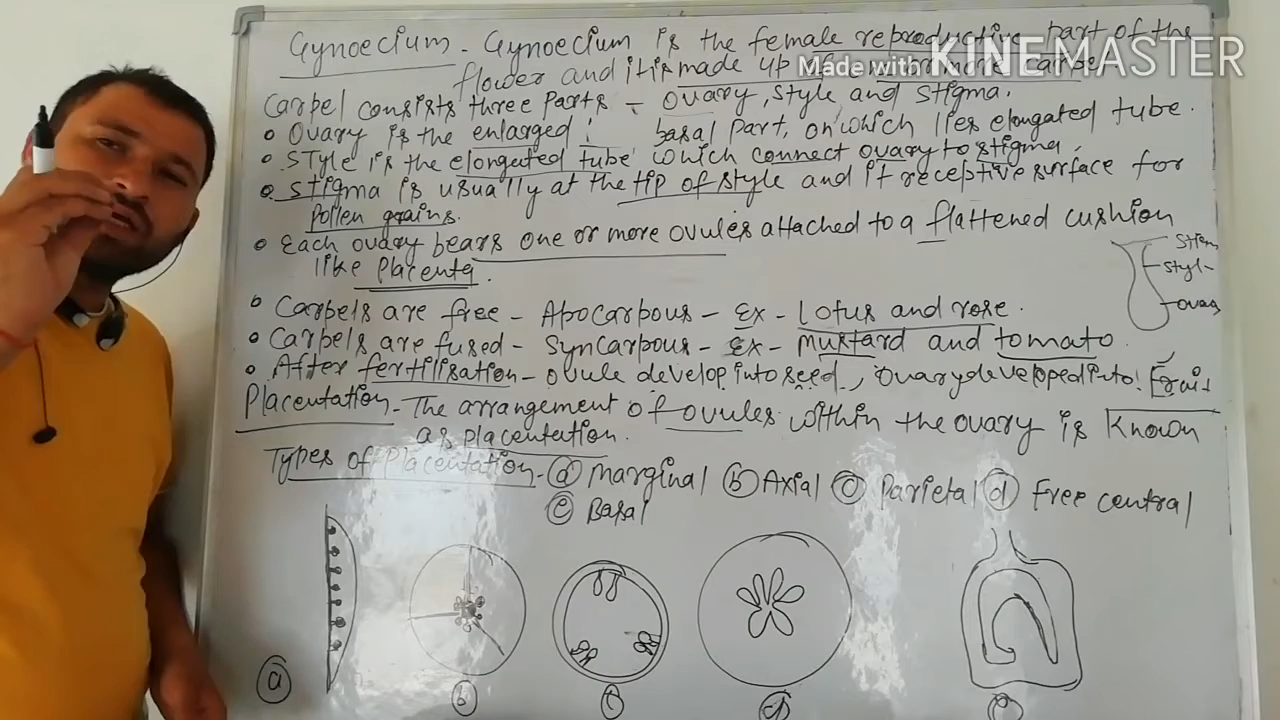 Gynoecium - Gynoecium is the female reproductive part of the
flower and it is made up of one or more carpel.
Made with KINEMASTER
Carpel consists three parts - ovary, style and stigma.
• Ovary is the enlarged basal part, on which lies elongated tube.
• Style is the elongated tube which connect ovary to stigma.
• Stigma is usually at the tip of style and it receptive surface for
pollen grains.
• Each ovary bears one or more ovules attached to a flattened cushion
like placenta.
Styl-
• Carpels are free - Apocarpous - Ex - Lotus and rose.
• Carpels are fused - Syncarpous - Ex - mustard and tomato.
• After fertilisation - ovule develop into seed, ovary developed into Fruit
Placentation - The arrangement of ovules within the ovary is known
as placentation.
Types of Placentation - (a) marginal (b) Axial (c) Parietal (d) Free central
(e) Basal
(a) (b) (c) (d) (e)